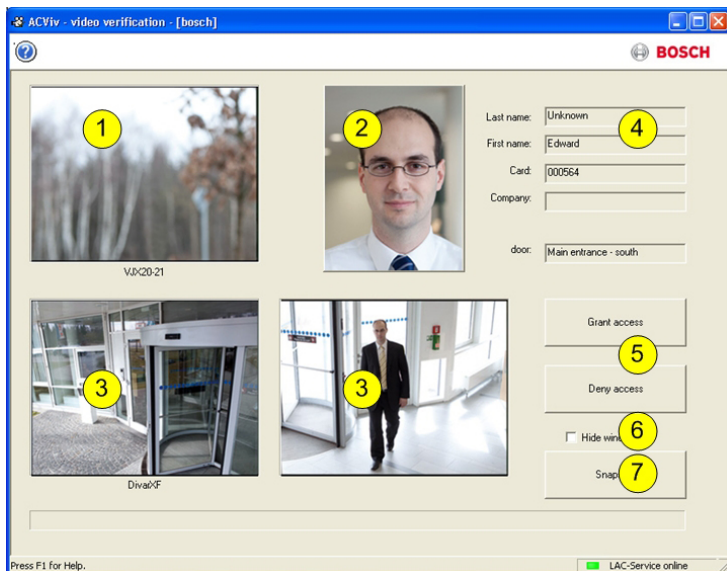 ACViv - video verification - [bosch]
BOSCH
1
2
Last name: Unknown
4
First name: Edward
Card: 000564
Company:
VJX20-21
door: Main entrance - south
3
3
Grant access
5
Deny access
6
Hide
7
DivarXF
Press F1 for Help.
LAC-Service online